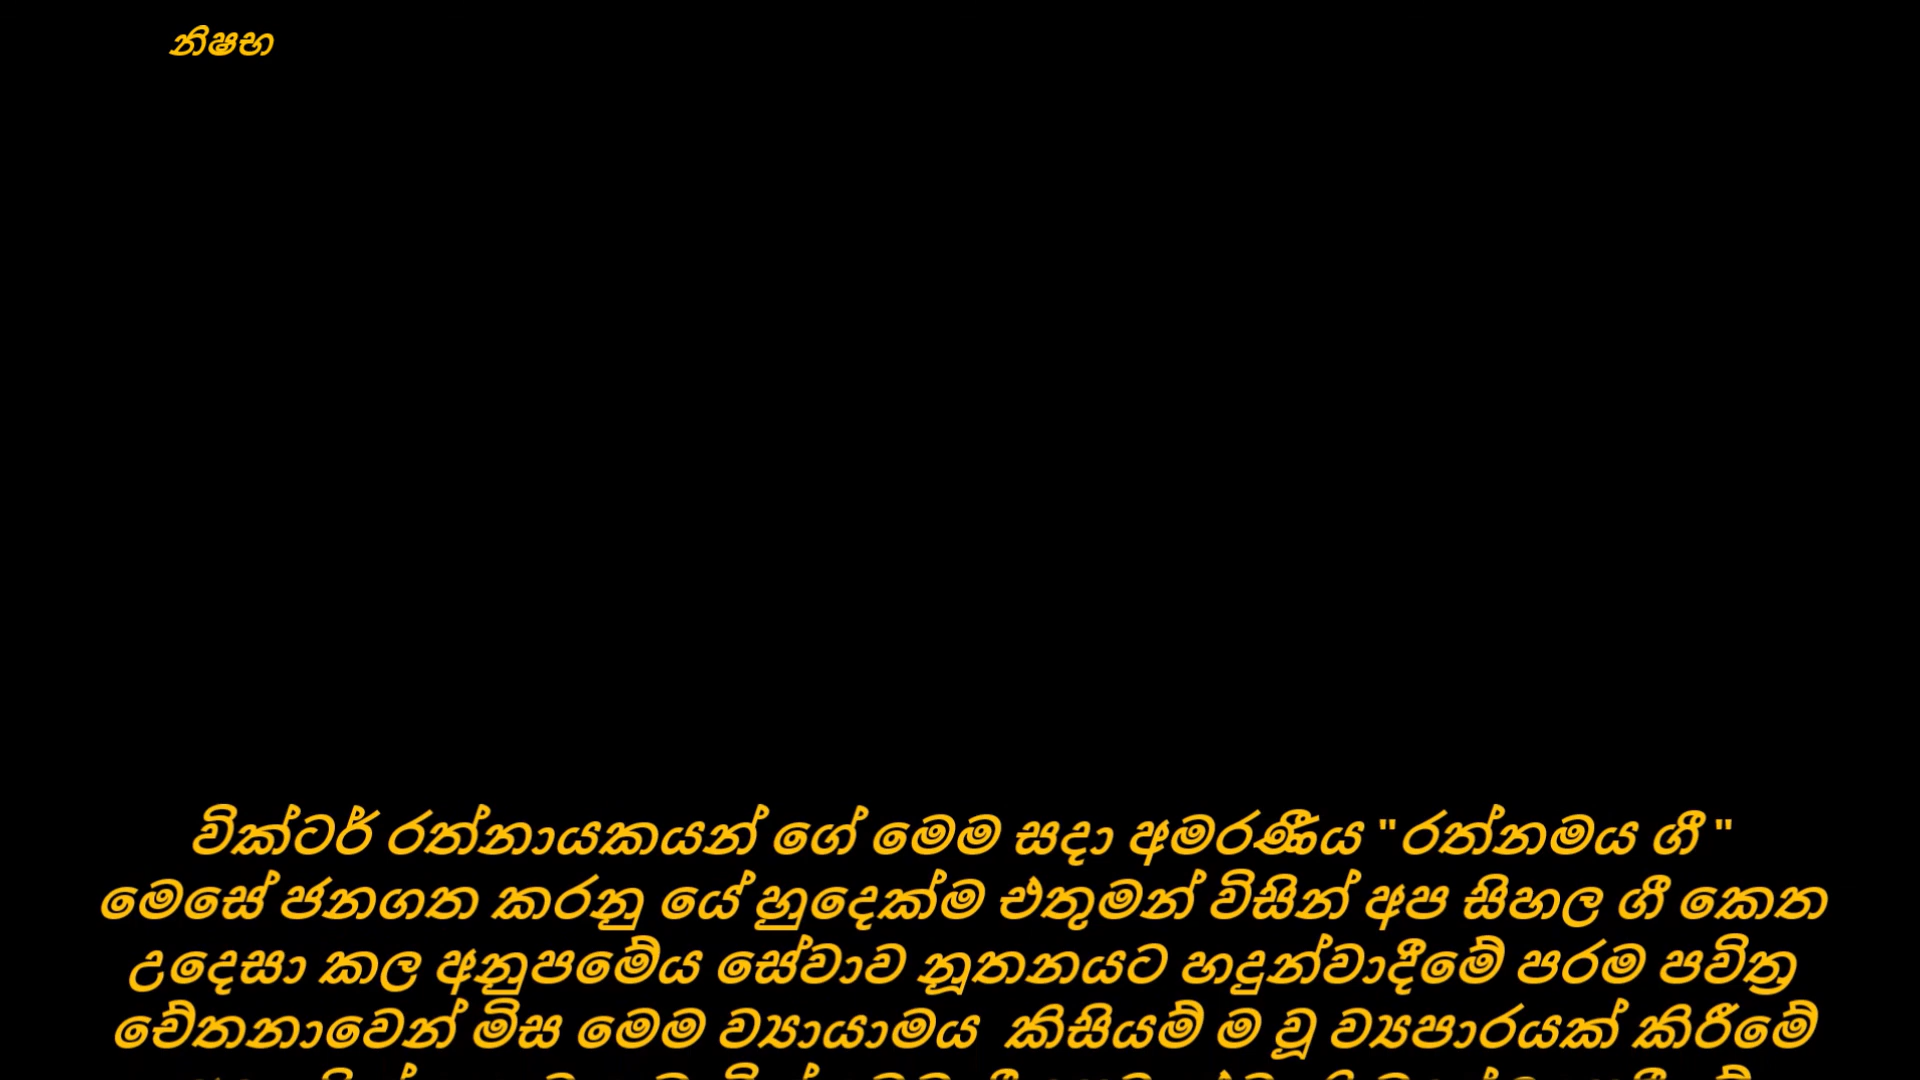 නිෂභ
වික්ටර් රත්නායකයන් ගේ මෙම සදා අමරණීය "රත්නමය ගී"
මෙසේ ජනගත කරනු යේ හුදෙක්ම එතුමන් විසින් අප සිහල ගී කෙත
උදෙසා කල අනුපමේය සේවාව නූතනයට හදුන්වාදීමේ පරම පවිත්‍ර
චේතනාවෙන් මිස මෙම ව්‍යායාමය කිසියම් ම වූ ව්‍යපාරයක් කිරීමේ